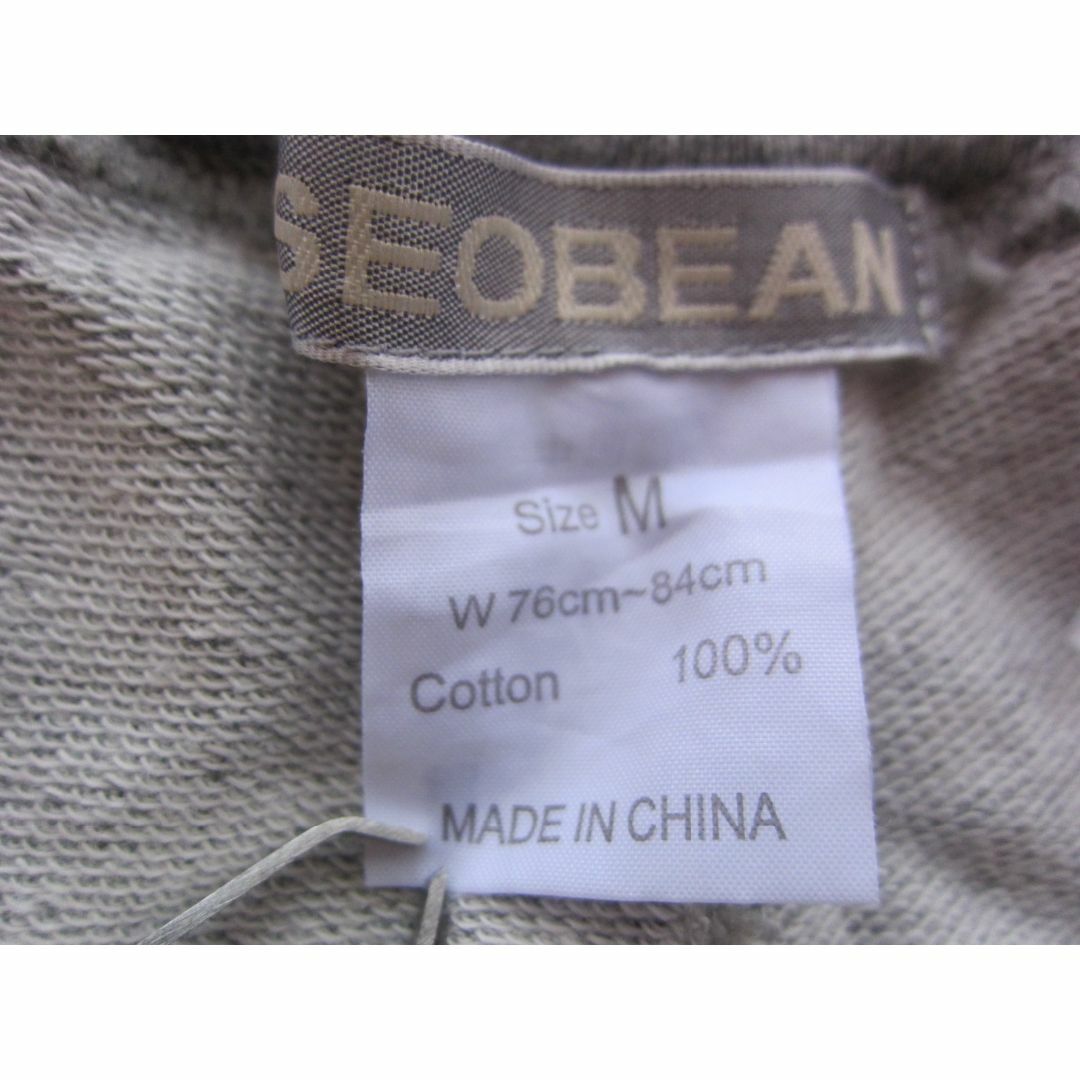 SEOBEAN
Size M
W 76cm~84cm
Cotton 100%
MADE IN CHINA